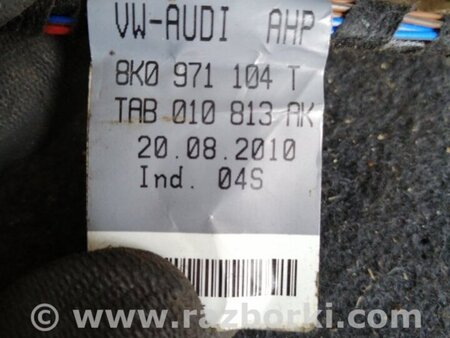 VW-AUDI AHP
8K0 971 104 T
TAB 010 813 AK
20.08.2010
Ind. 04S
© www.razborki.com